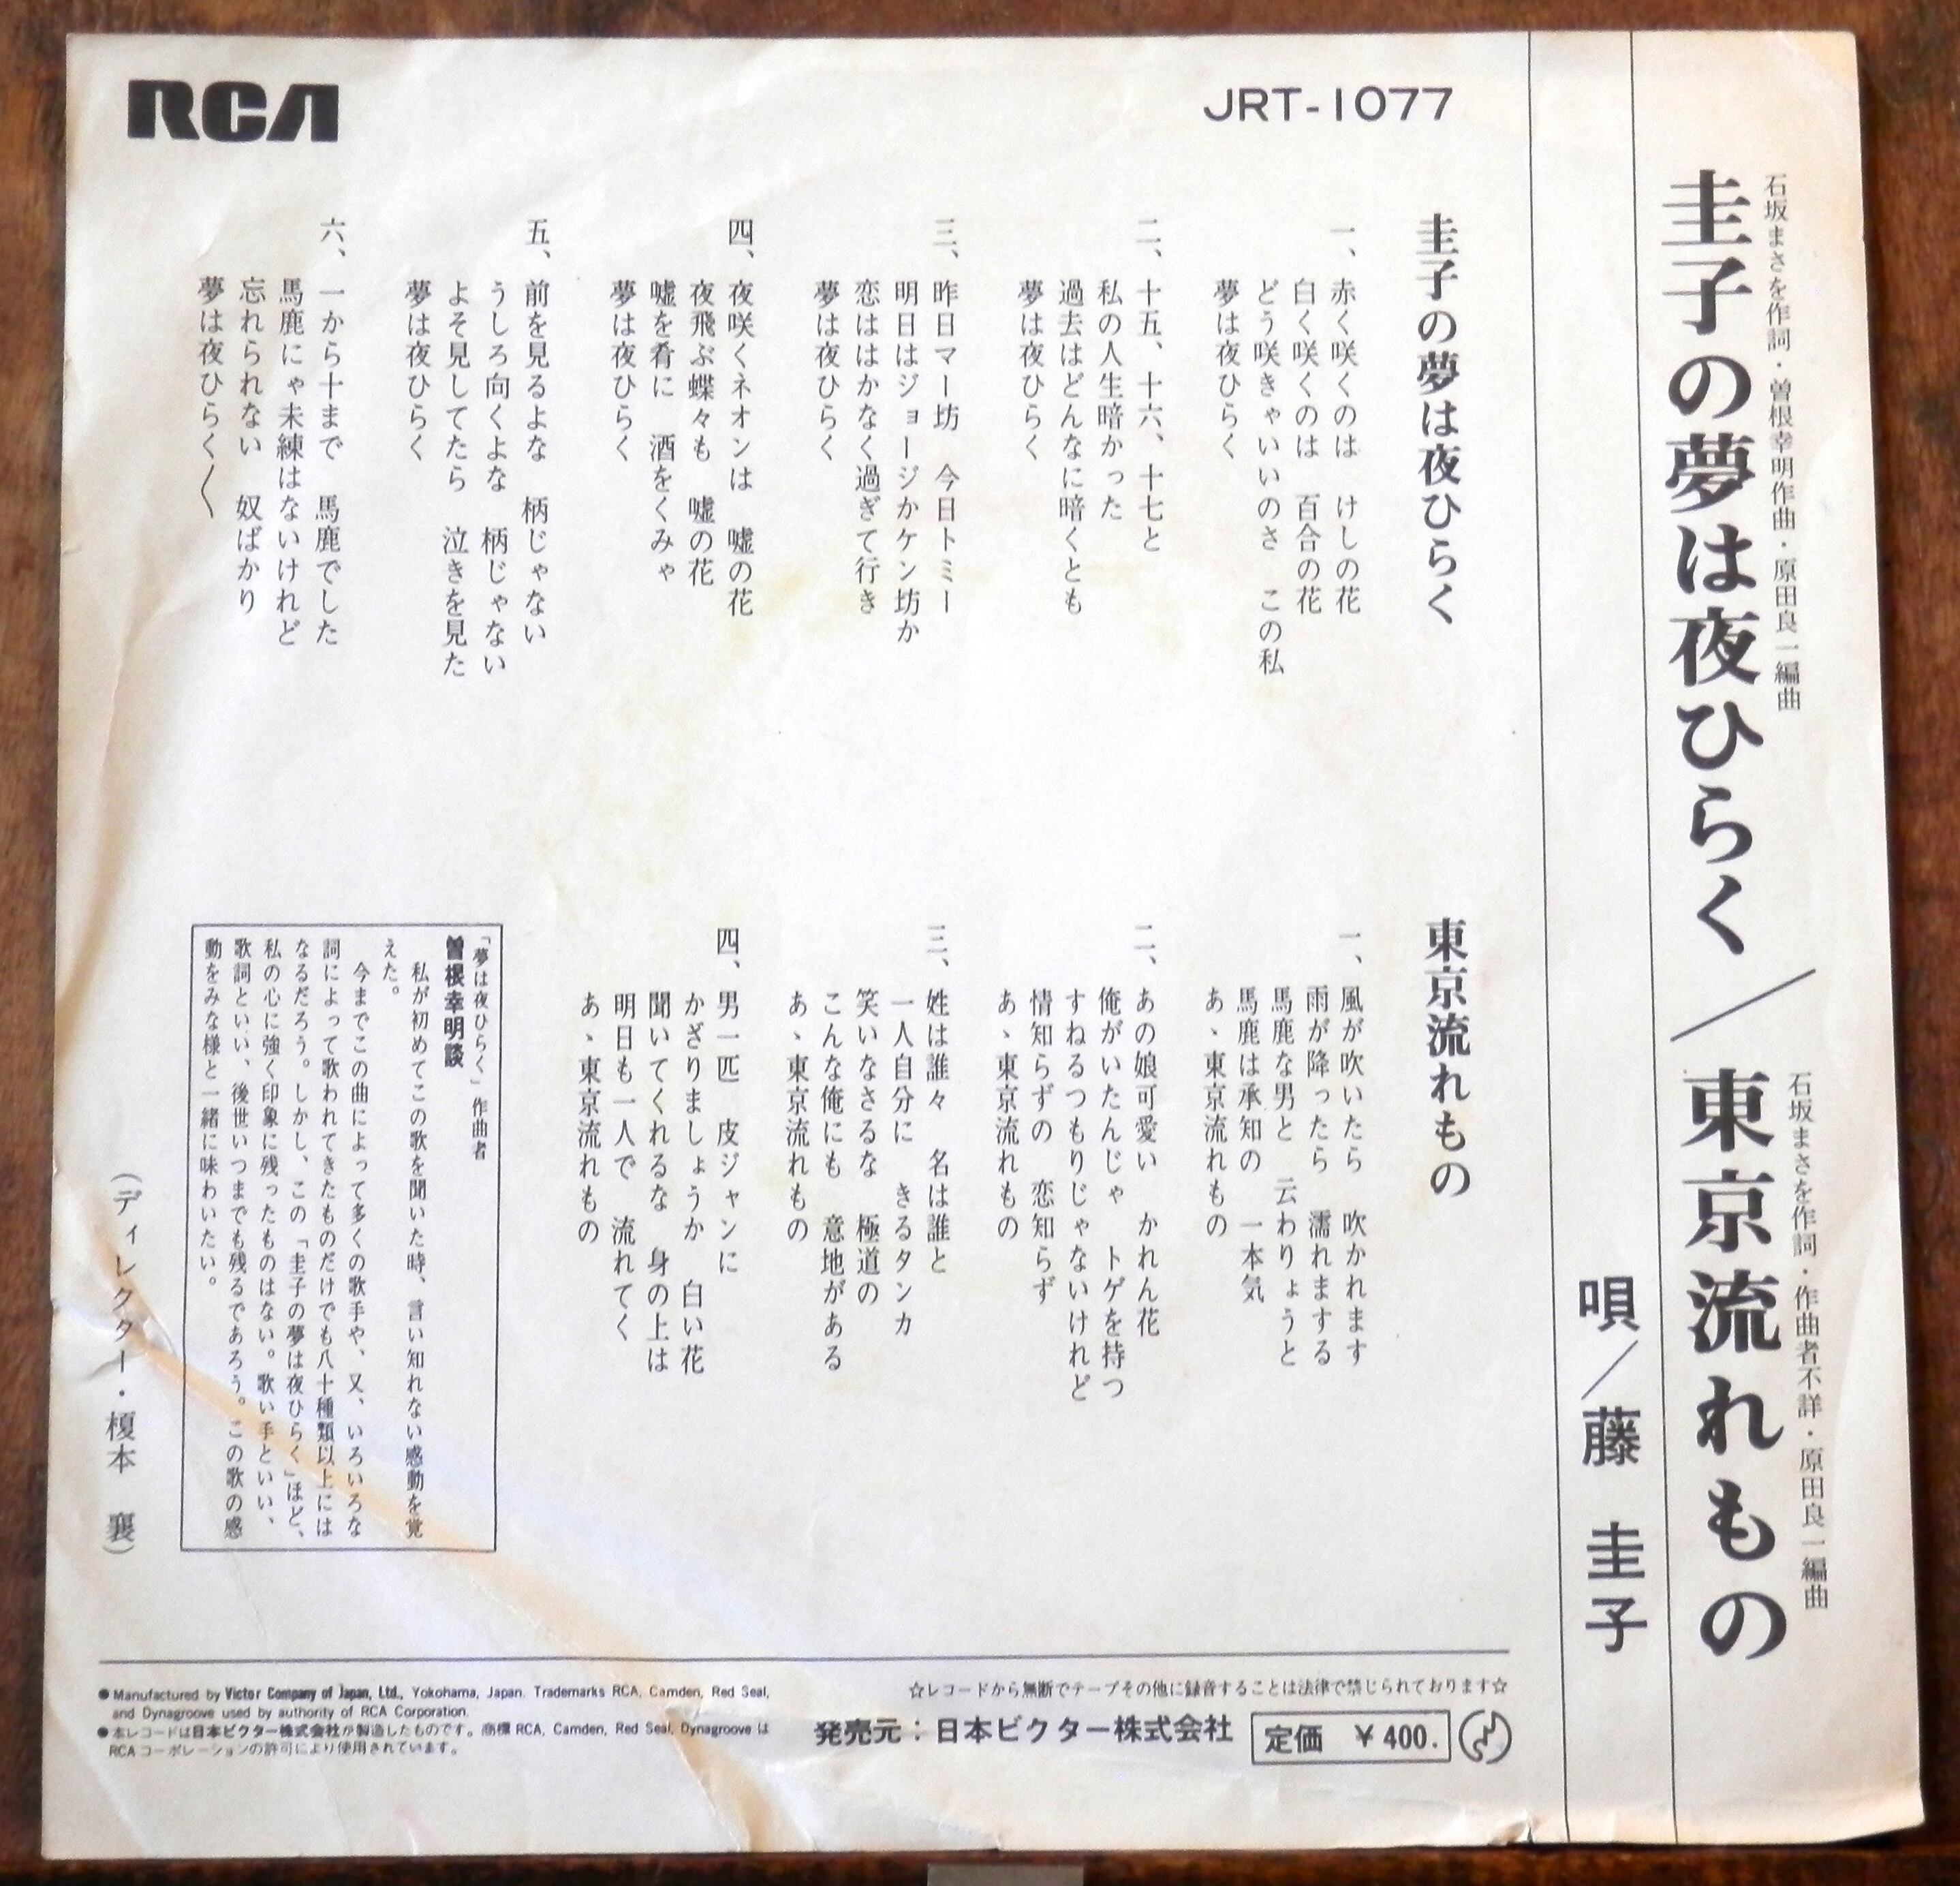 石坂まさを作詞・曽根幸明作曲・原田良一編曲
圭子の夢は夜ひらく／東京流れもの
石坂まさを作詞・作曲者不詳・原田良一編曲
唄／藤 圭子
RCA
JRT-1077
圭子の夢は夜ひらく
一、赤く咲くのは けしの花
白く咲くのは 百合の花
どう咲きゃいいのさ この私
夢は夜ひらく
二、十五、十六、十七と
私の人生暗かった
過去はどんなに暗くとも
夢は夜ひらく
三、昨日マー坊 今日トミー
明日はジョージかケン坊か
恋ははかなく過ぎて行き
夢は夜ひらく
四、夜咲くネオンは 嘘の花
夜飛ぶ蝶々も 嘘の花
嘘を肴に 酒をくみゃ
夢は夜ひらく
五、前を見るよな 柄じゃない
うしろ向くよな 柄じゃない
よそ見してたら 泣きを見た
夢は夜ひらく
六、一から十まで 馬鹿でした
馬鹿にゃ未練はないけれど
忘れられない 奴ばかり
夢は夜ひらく〱
東京流れもの
一、風が吹いたら 吹かれます
雨が降ったら 濡れまする
馬鹿な男と 云わりょうと
馬鹿は承知の 一本気
あゝ東京流れもの
二、あの娘可愛い かれん花
俺がいたんじゃ トゲを持つ
すねるつもりじゃないけれど
情知らずの 恋知らず
あゝ東京流れもの
三、姓は誰々 名は誰と
一人自分に きるタンカ
笑いなさるな 極道の
こんな俺にも 意地がある
あゝ東京流れもの
四、男一匹 皮ジャンに
かざりましょうか 白い花
聞いてくれるな 身の上は
明日も一人で 流れてく
あゝ東京流れもの
「夢は夜ひらく」作曲者
曽根幸明談
私が初めてこの歌を聞いた時、言い知れない感動を覚
えた。
今までこの曲によって多くの歌手や、又、いろいろな
詞によって歌われてきたものだけでも八十種類以上には
なるだろう。しかし、この「圭子の夢は夜ひらく」ほど、
私の心に強く印象に残ったものはない。歌い手といい、
歌詞といい、後世いつまでも残るであろう。この歌の感
動をみな様と一緒に味わいたい。
（ディレクター・榎本 襄）
●Manufactured by Victor Company of Japan, Ltd., Yokohama, Japan. Trademarks RCA, Camden, Red Seal,
and Dynagroove used by authority of RCA Corporation.
●本レコードは日本ビクター株式会社が製造したものです。商標 RCA, Camden, Red Seal, Dynagroove は
RCAコーポレーションの許可により使用されています。
☆レコードから無断でテープその他に録音することは法律で禁じられております☆
発売元：日本ビクター株式会社 定価 ￥400.